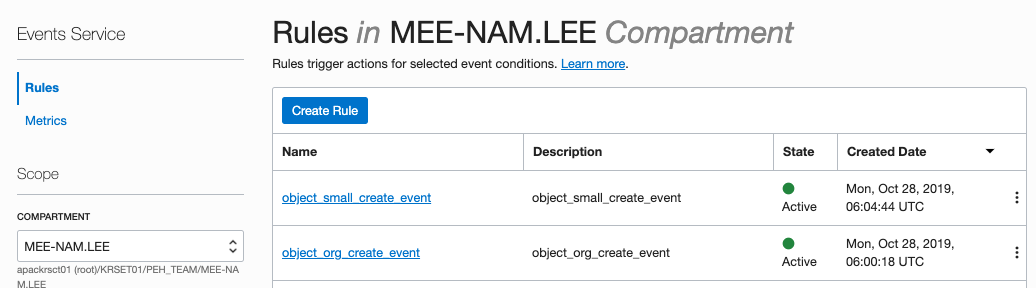 Events Service
Rules
Metrics
Scope
COMPARTMENT
MEE-NAM.LEE
apackrsct01 (root)/KRSET01/PEH_TEAM/MEE-NA
M.LEE
Rules in MEE-NAM.LEE Compartment
Rules trigger actions for selected event conditions. Learn more.
Create Rule
Name Description State Created Date
object_small_create_event object_small_create_event Active Mon, Oct 28, 2019,
06:04:44 UTC
object_org_create_event object_org_create_event Active Mon, Oct 28, 2019,
06:00:18 UTC